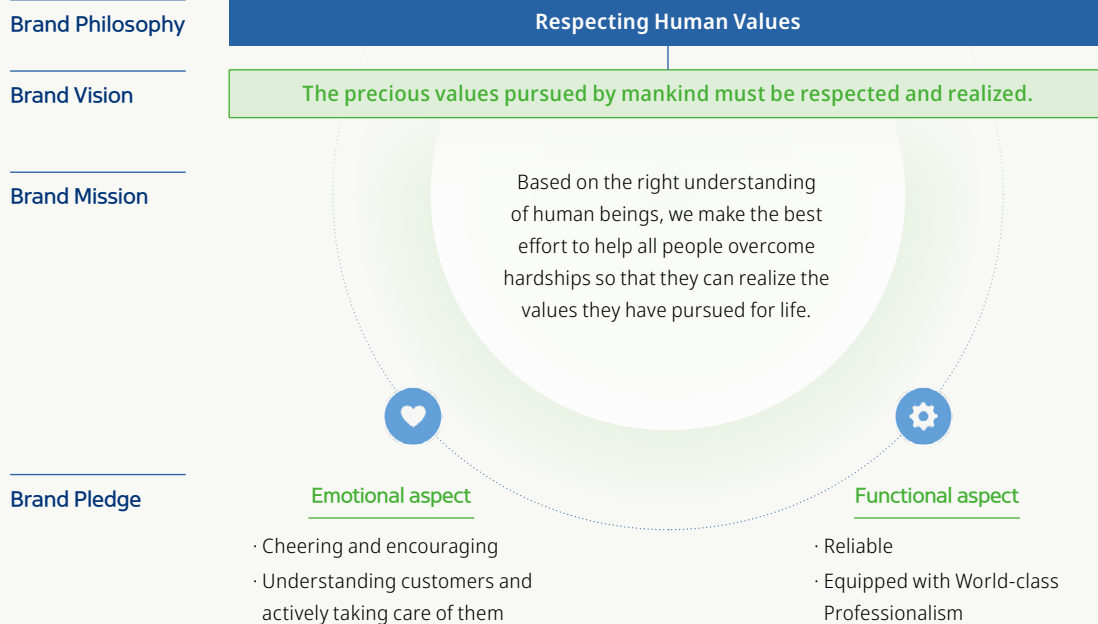 Brand Philosophy
Respecting Human Values
Brand Vision
The precious values pursued by mankind must be respected and realized.
Brand Mission
Based on the right understanding
of human beings, we make the best
effort to help all people overcome
hardships so that they can realize the
values they have pursued for life.
Brand Pledge
Emotional aspect
· Cheering and encouraging
· Understanding customers and
actively taking care of them
Functional aspect
· Reliable
· Equipped with World-class
Professionalism